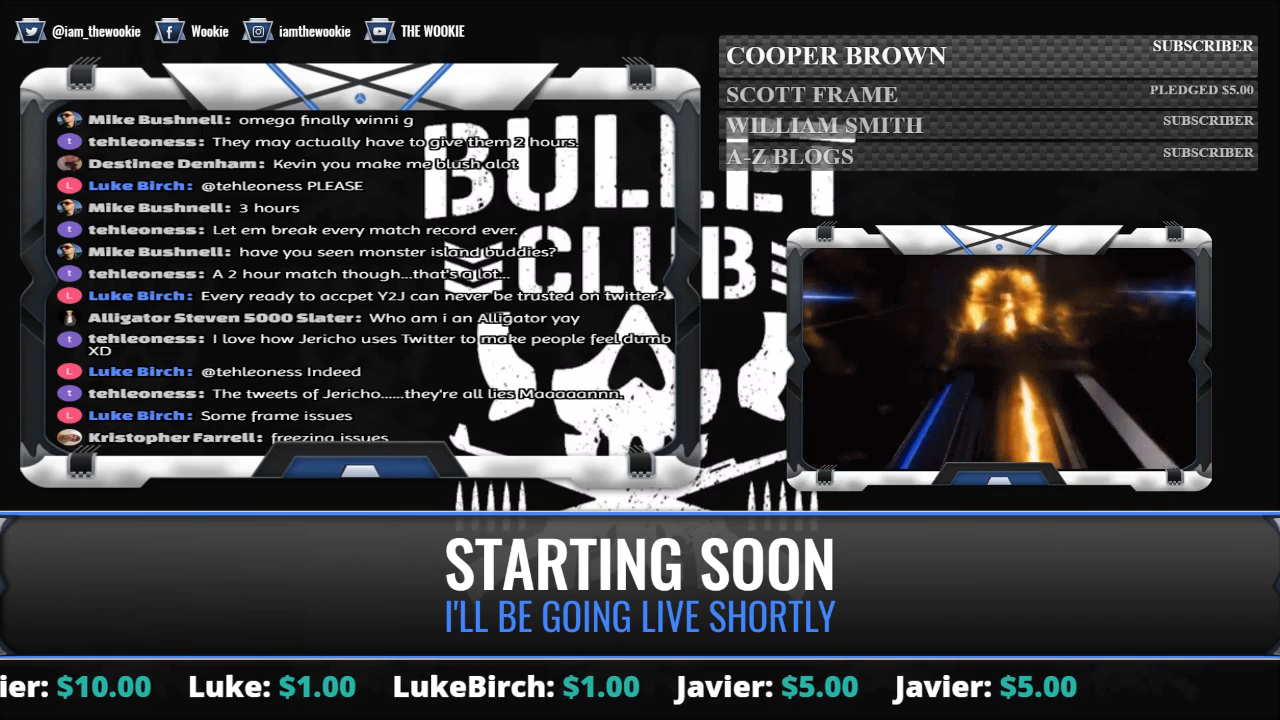 @iam_thewookie Wookie iamthewookie THE WOOKIE
COOPER BROWN SUBSCRIBER
SCOTT FRAME PLEDGED $5.00
WILLIAM SMITH SUBSCRIBER
A-Z BLOGS SUBSCRIBER
Mike Bushnell: omega finally winni g
t tehleoness: They may actually have to give them 2 hours.
Destinee Denham: Kevin you make me blush alot
L Luke Birch: @tehleoness PLEASE
Mike Bushnell: 3 hours
t tehleoness: Let em break every match record ever.
Mike Bushnell: have you seen monster island buddies?
t tehleoness: A 2 hour match though...that's a lot...
L Luke Birch: Every ready to accpet Y2J can never be trusted on twitter?
Alligator Steven 5000 Slater: Who am i an Alligator yay
t tehleoness: I love how Jericho uses Twitter to make people feel dumb
XD
L Luke Birch: @tehleoness Indeed
t tehleoness: The tweets of Jericho......they're all lies Maaaaannn.
L Luke Birch: Some frame issues
Kristopher Farrell: freezing issues
BULLET
CLUB
STARTING SOON
I'LL BE GOING LIVE SHORTLY
ier: $10.00 Luke: $1.00 LukeBirch: $1.00 Javier: $5.00 Javier: $5.00